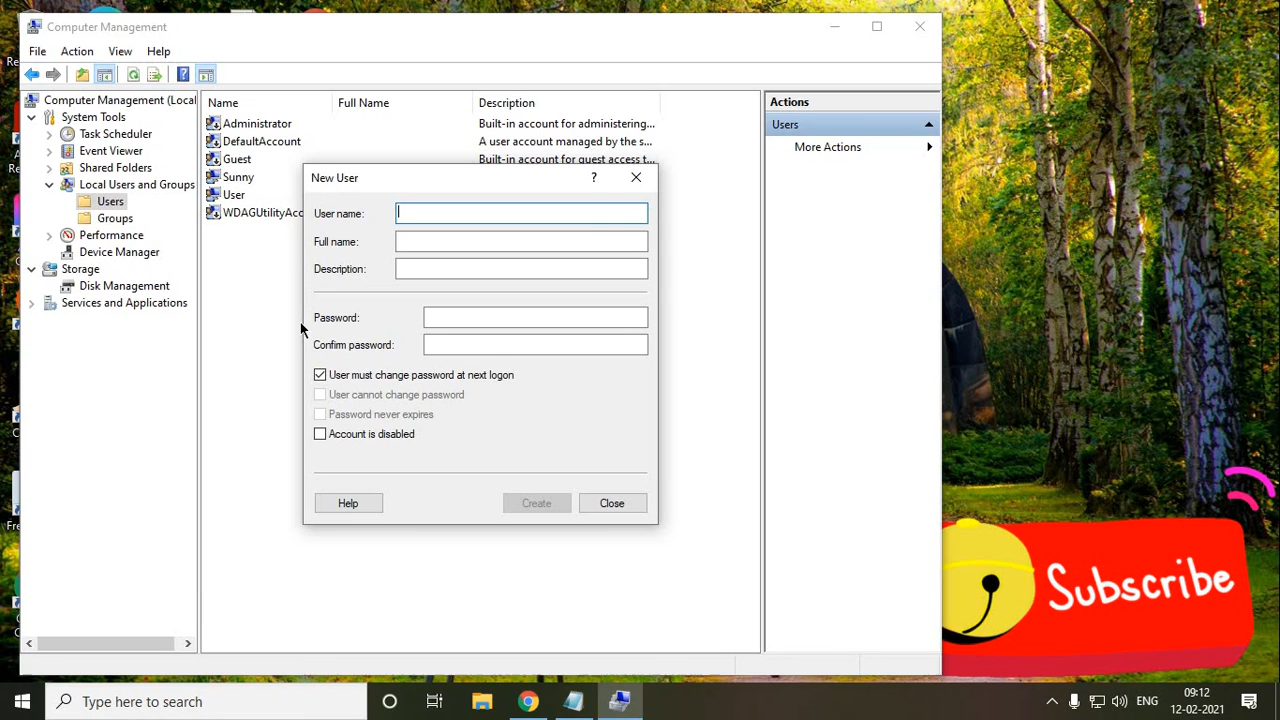 Computer Management
File Action View Help
Computer Management (Local
System Tools
Task Scheduler
Event Viewer
Shared Folders
Local Users and Groups
Users
Groups
Performance
Device Manager
Storage
Disk Management
Services and Applications
Name Full Name Description
Administrator Built-in account for administering...
DefaultAccount A user account managed by the s...
Guest Built-in account for guest access t...
Sunny
User
WDAGUtilityAcc
New User
User name:
Full name:
Description:
Password:
Confirm password:
User must change password at next logon
User cannot change password
Password never expires
Account is disabled
Help Create Close
Actions
Users
More Actions
Subscribe
Type here to search
ENG
09:12
12-02-2021